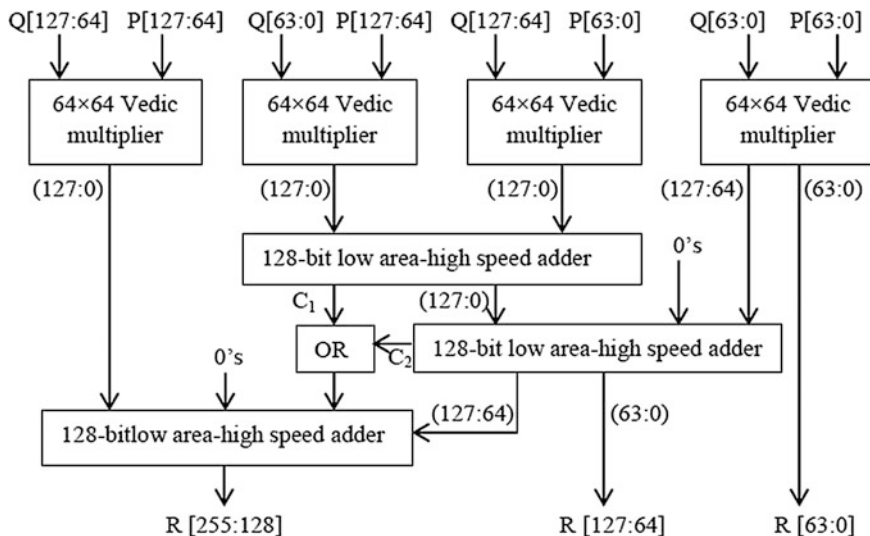 Q[127:64] P[127:64] Q[63:0] P[127:64] Q[127:64] P[63:0] Q[63:0] P[63:0]
64×64 Vedic
multiplier
64×64 Vedic
multiplier
64×64 Vedic
multiplier
64×64 Vedic
multiplier
(127:0) (127:0) (127:0) (127:64) (63:0)
128-bit low area-high speed adder
0's
C1 (127:0)
OR
C2
128-bit low area-high speed adder
0's
(127:64) (63:0)
128-bitlow area-high speed adder
R [255:128] R [127:64] R [63:0]